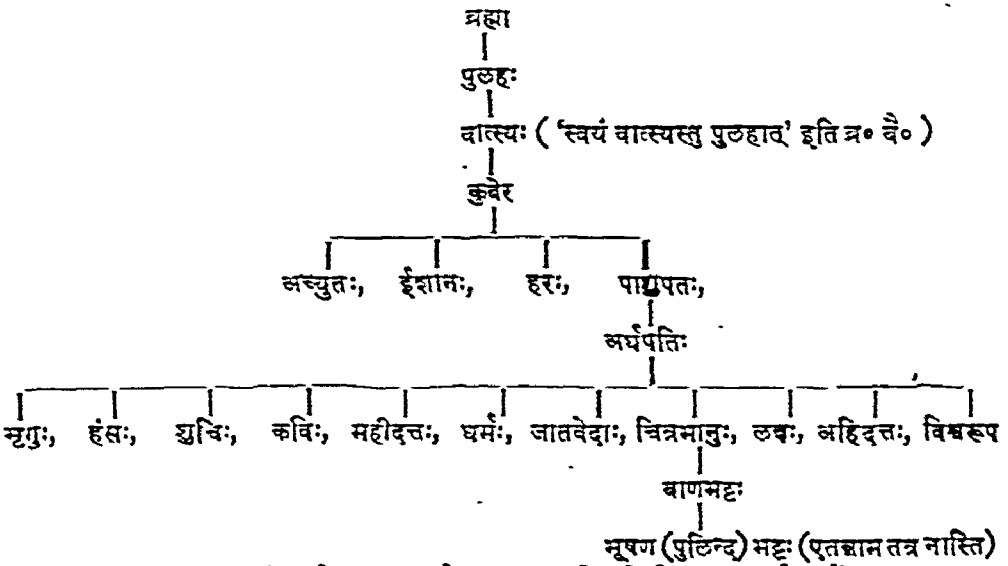 ब्रह्मा
पुलहः
वात्स्यः ( ‘स्वयं वात्स्यस्तु पुलहात्’ इति ब्र० वै० )
कुबेर
अच्युतः, ईशानः, हरः, पाशुपतः,
अर्थपतिः
भृगुः, हंसः, शुचिः, कविः, महीदत्तः, धर्मः, जातवेदाः, चित्रभानुः, लक्षः, अहिदत्तः, विश्वरूप
बाणभट्टः
भूषण (पुलिन्द) भट्टः (एतन्नाम तत्र नास्ति)